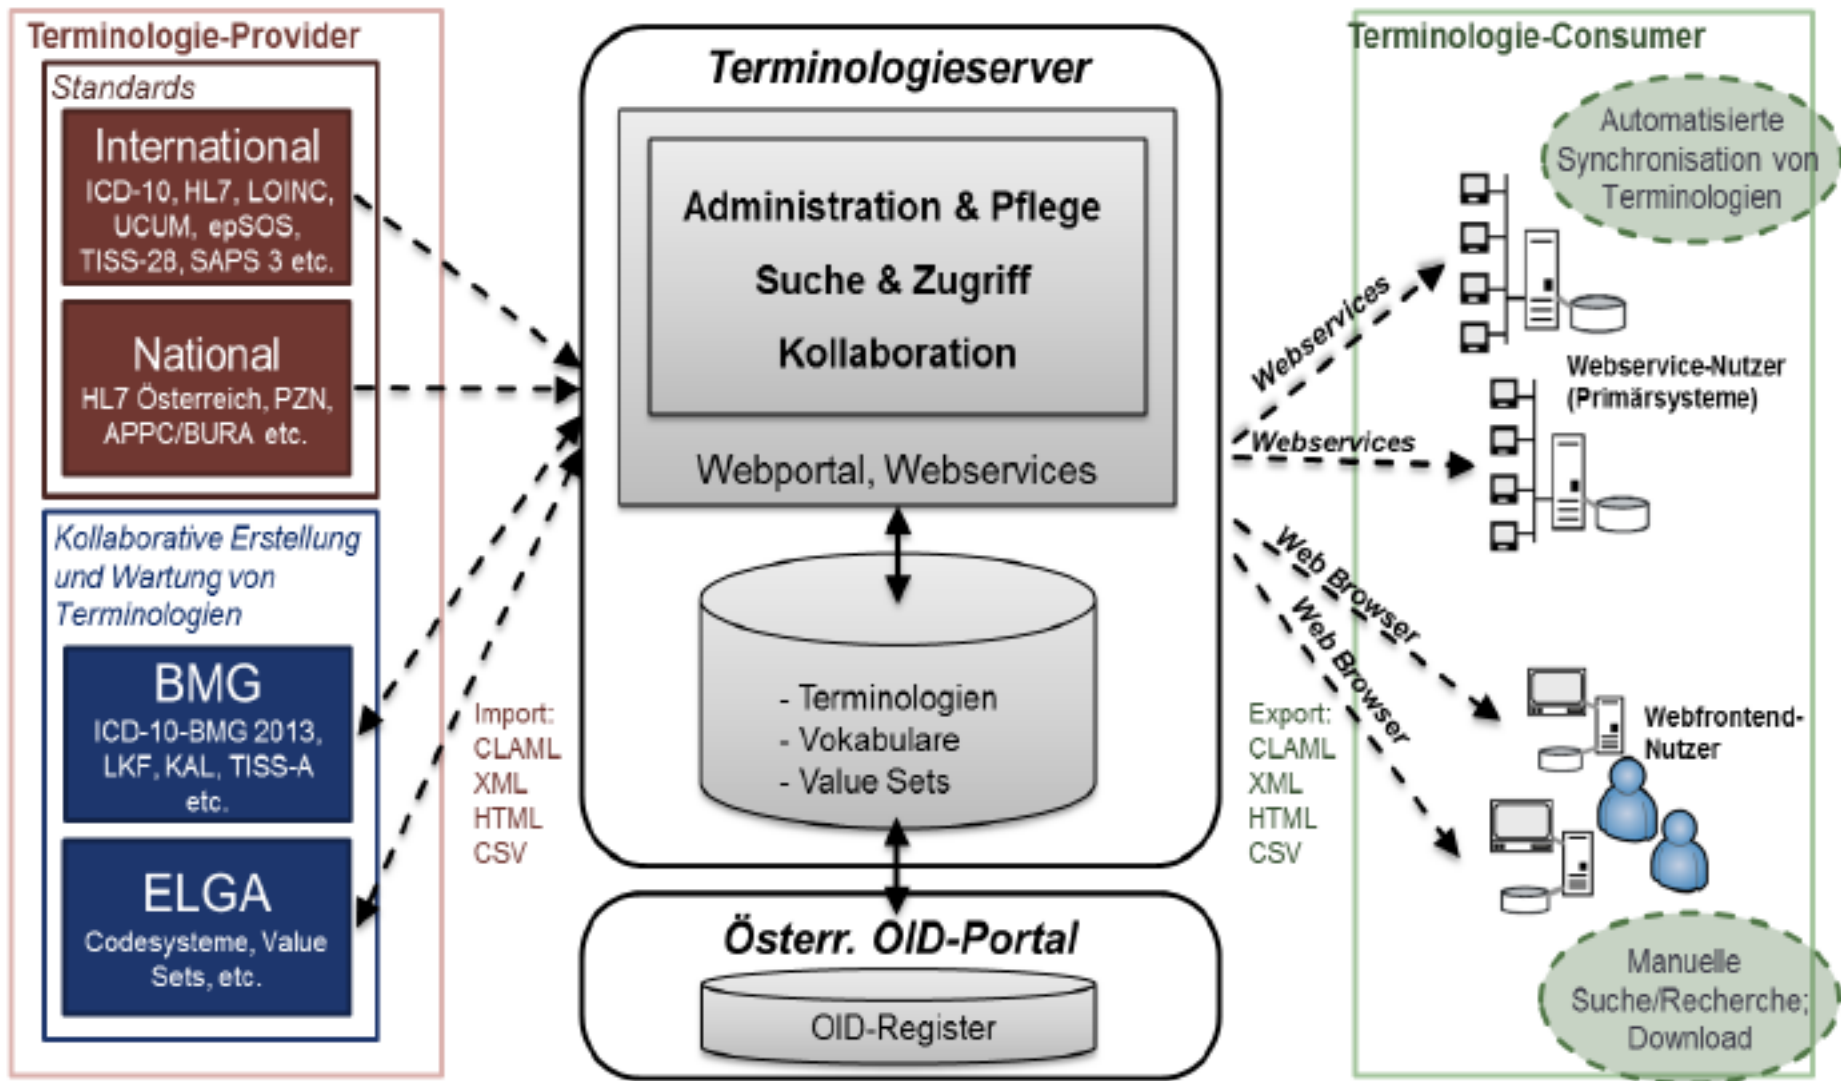 Terminologie-Provider
Standards
International
ICD-10, HL7, LOINC,
UCUM, epSOS,
TISS-28, SAPS 3 etc.
National
HL7 Österreich, PZN,
APPC/BURA etc.
Kollaborative Erstellung
und Wartung von
Terminologien
BMG
ICD-10-BMG 2013,
LKF, KAL, TISS-A
etc.
ELGA
Codesysteme, Value
Sets, etc.
Import:
CLAML
XML
HTML
CSV
Terminologieserver
Administration & Pflege
Suche & Zugriff
Kollaboration
Webportal, Webservices
- Terminologien
- Vokabulare
- Value Sets
Österr. OID-Portal
OID-Register
Webservices
Webservices
Web Browser
Web Browser
Export:
CLAML
XML
HTML
CSV
Terminologie-Consumer
Automatisierte
Synchronisation von
Terminologien
Webservice-Nutzer
(Primärsysteme)
Webfrontend-
Nutzer
Manuelle
Suche/Recherche;
Download